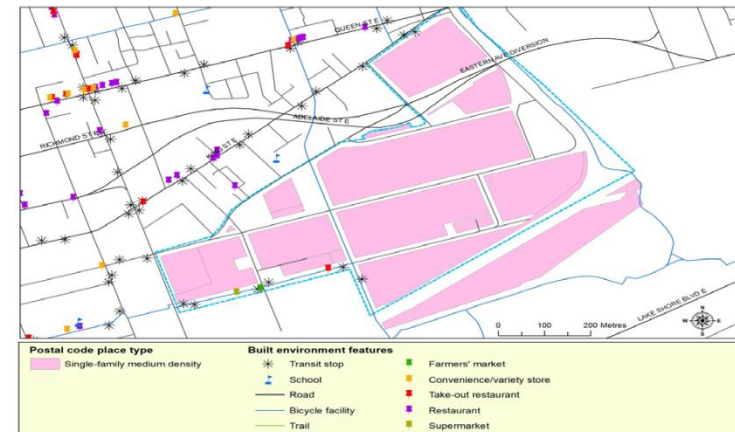 QUEEN ST E
EASTERN AVE DIVERSION
ADELAIDE ST E
RICHMOND ST E
ST E
LAKE SHORE BLVD E
N
W E
S
0 100 200 Metres
Postal code place type
Single-family medium density
Built environment features
Transit stop
School
Road
Bicycle facility
Trail
Farmers' market
Convenience/variety store
Take-out restaurant
Restaurant
Supermarket